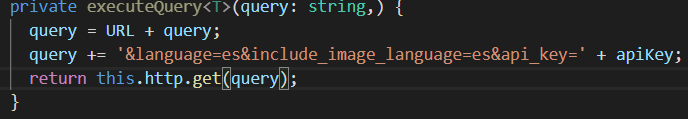 private executeQuery<T>(query: string,) {
query = URL + query;
query += '&language=es&include_image_language=es&api_key=' + apiKey;
return this.http.get(query);
}